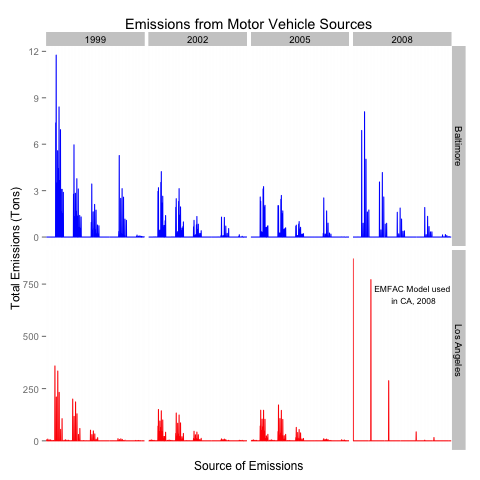 Emissions from Motor Vehicle Sources
1999
2002
2005
2008
12
9
6
3
0
Baltimore
Total Emissions (Tons)
750
500
250
0
EMFAC Model used
in CA, 2008
Los Angeles
Source of Emissions